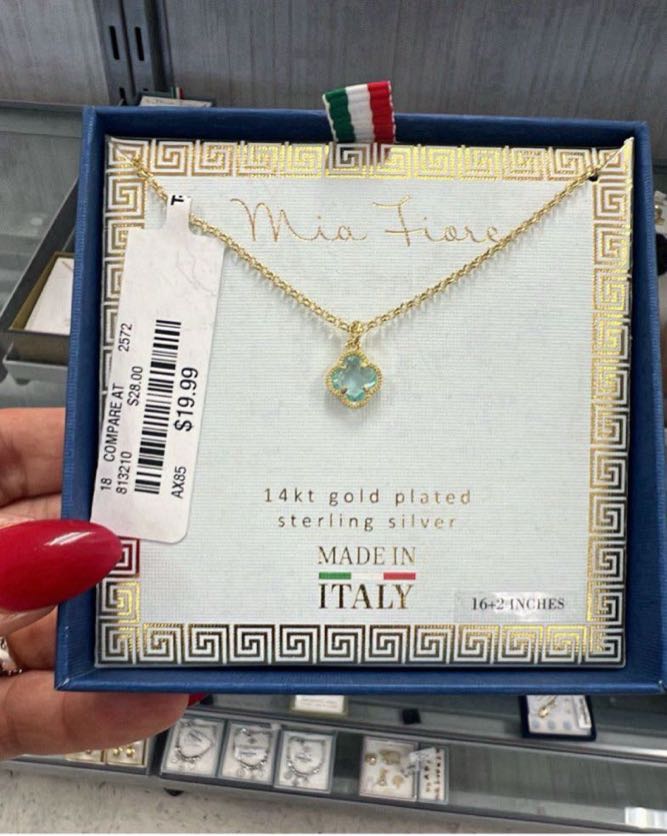 Mia Fiore
T
18 COMPARE AT 2572
813210 $28.00
AX85 $19.99
14kt gold plated
sterling silver
MADE IN
ITALY
16+2 INCHES